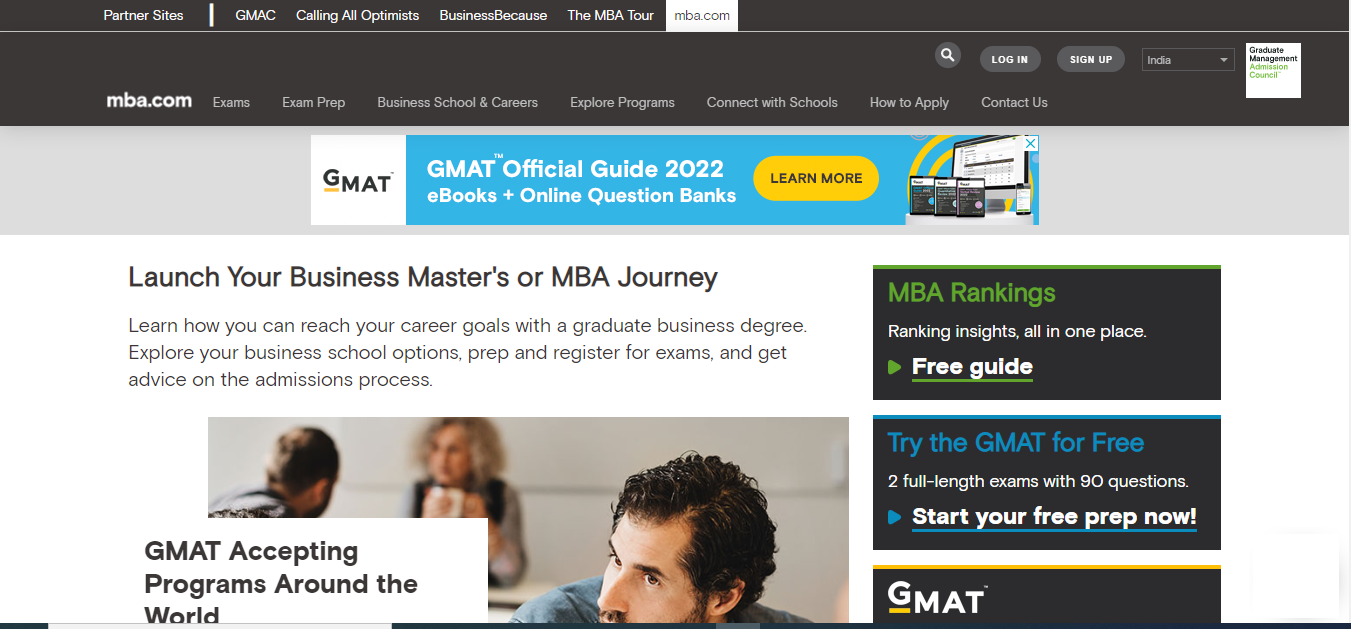 Partner Sites GMAC Calling All Optimists BusinessBecause The MBA Tour mba.com
LOG IN SIGN UP India
Graduate
Management
Admission
Council™
mba.com Exams Exam Prep Business School & Careers Explore Programs Connect with Schools How to Apply Contact Us
GMAT™
GMAT™ Official Guide 2022
eBooks + Online Question Banks
LEARN MORE
Launch Your Business Master's or MBA Journey
Learn how you can reach your career goals with a graduate business degree.
Explore your business school options, prep and register for exams, and get
advice on the admissions process.
GMAT Accepting
Programs Around the
World
MBA Rankings
Ranking insights, all in one place.
Free guide
Try the GMAT for Free
2 full-length exams with 90 questions.
Start your free prep now!
GMAT™